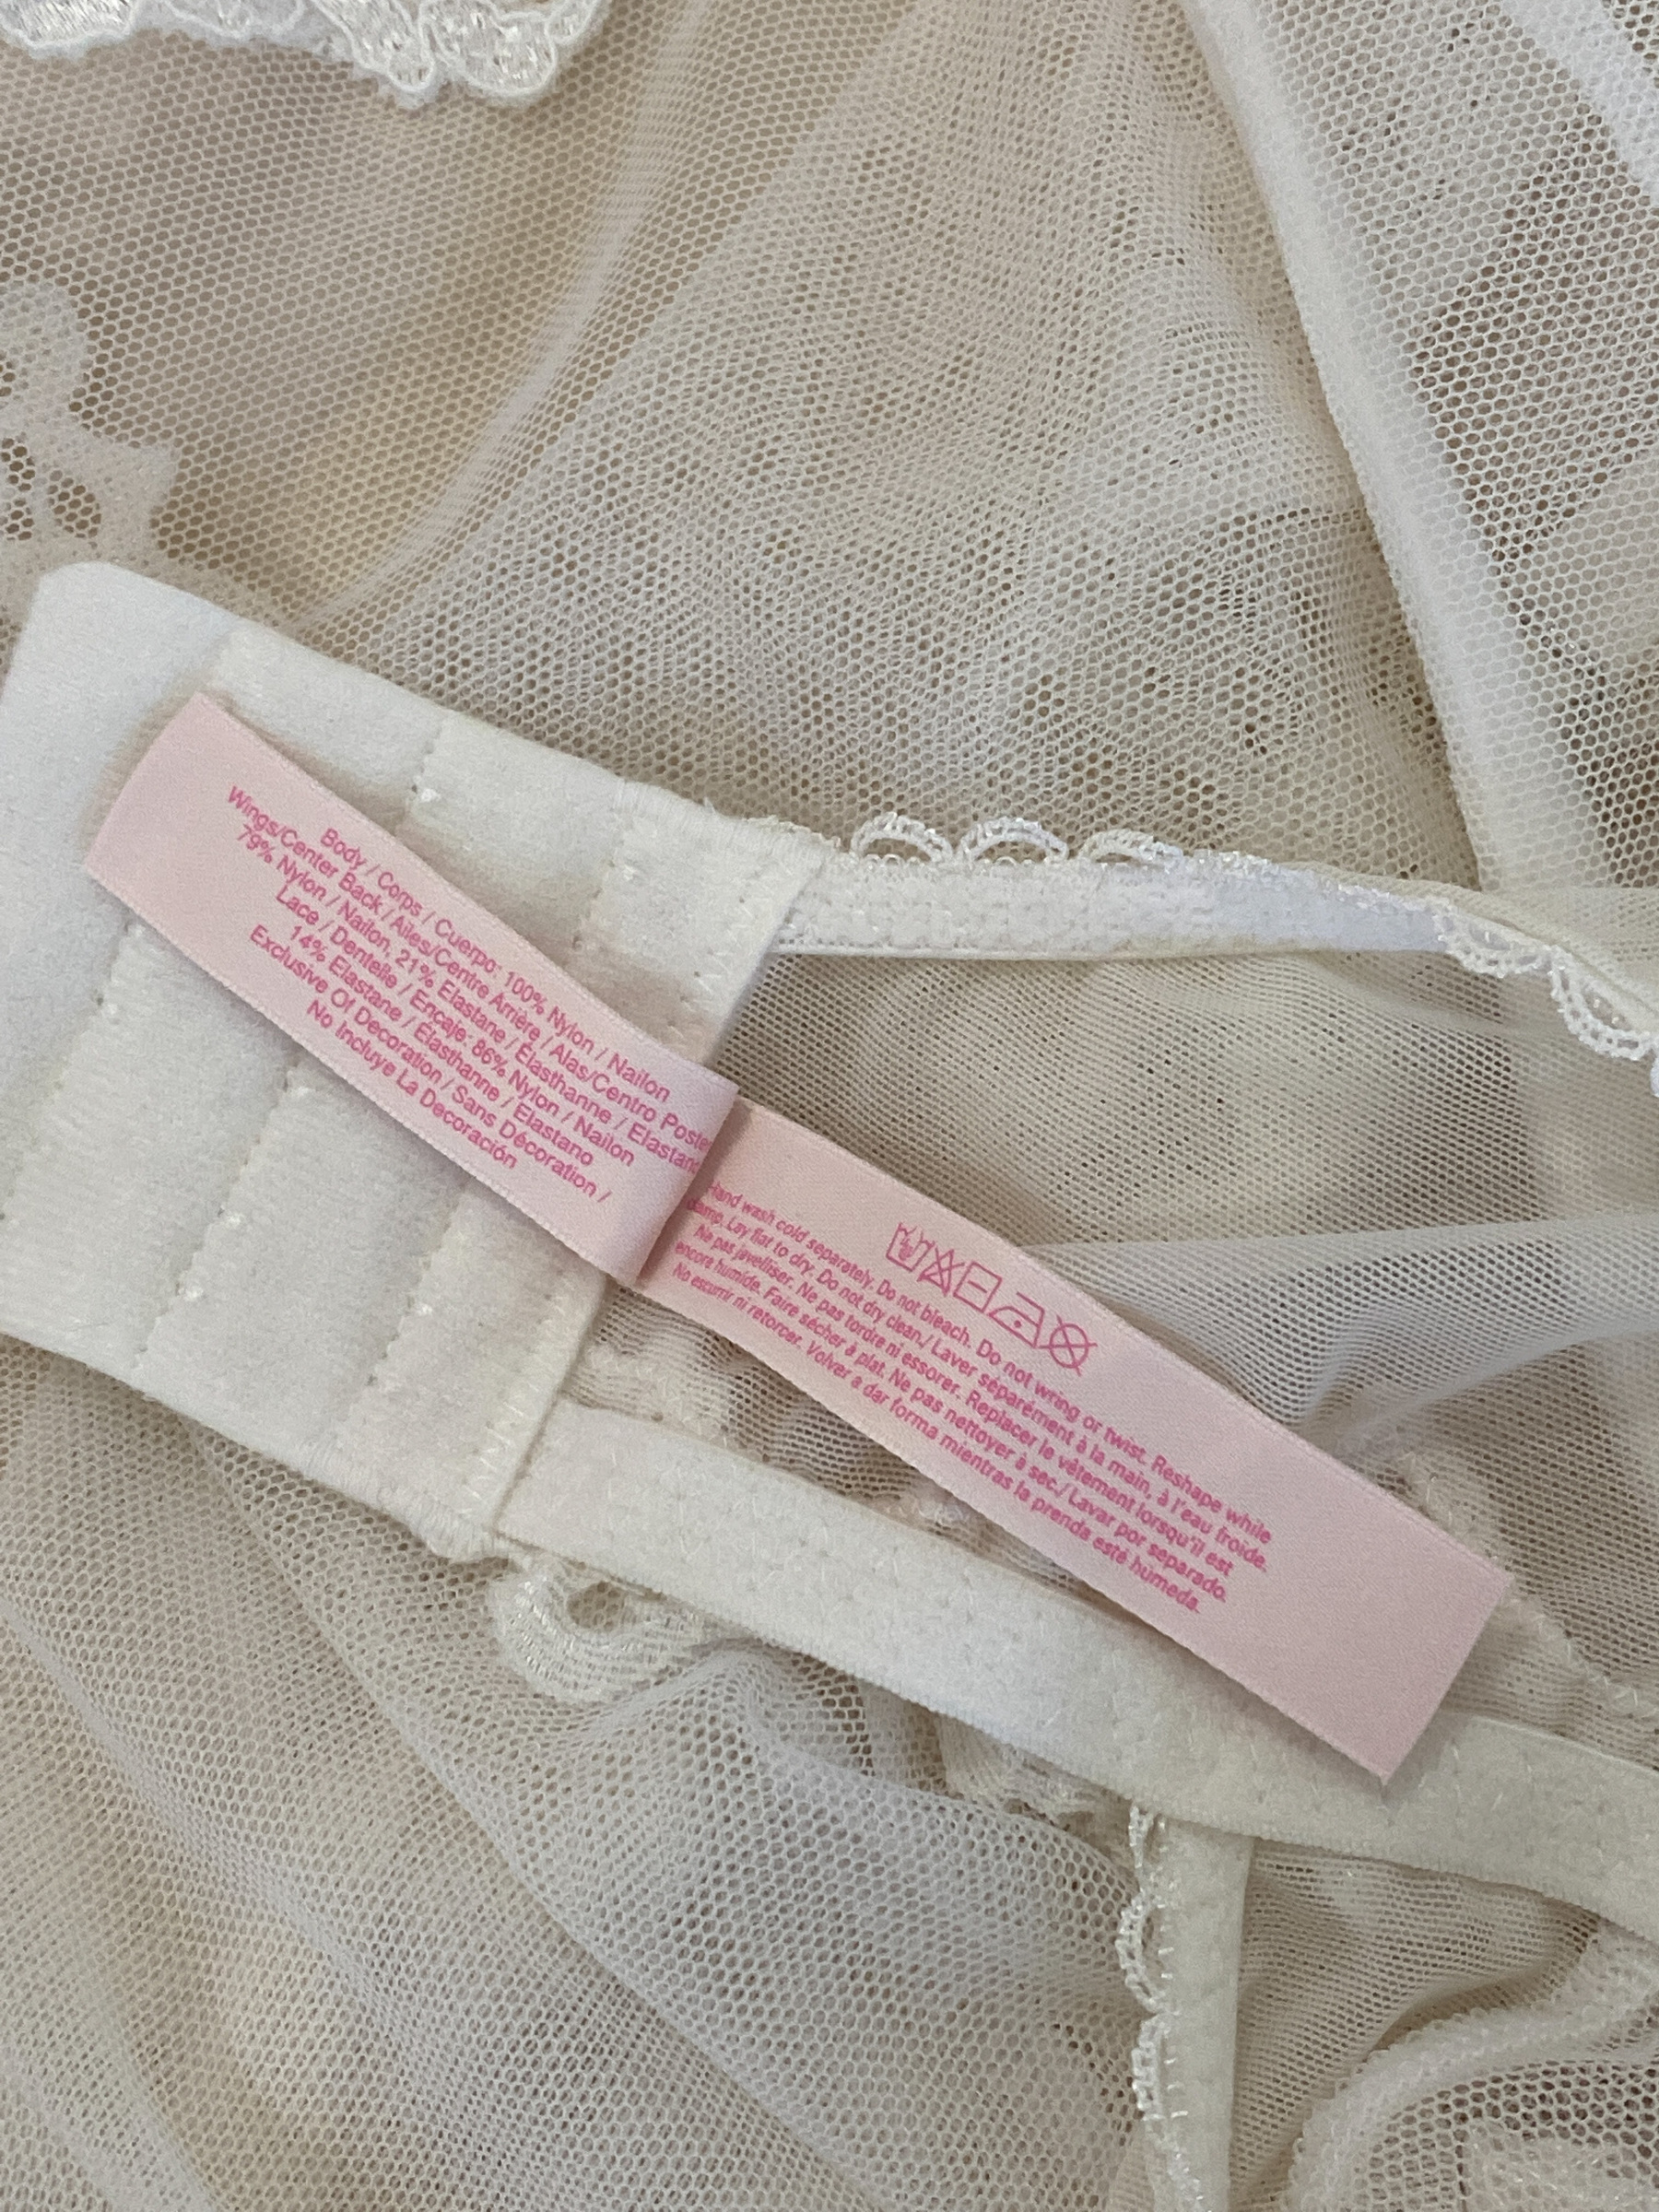 Body / Corps / Cuerpo: 100% Nylon / Nailon
Wings/Center Back / Ailes/Centre Arrière / Alas/Centro
79% Nylon / Nailon, 21% Elastane / Élasthanne /
Lace / Dentelle / Encaje: 86% Nylon / Nailon
14% Elastane / Élasthanne / Elastano
Exclusive Of Decoration / Sans Décoration /
No Incluye La Decoración
Hand wash cold separately. Do not bleach. Do not wring or twist. Reshape while
damp. Lay flat to dry. Do not dry clean./ Laver séparément à la main, à l'eau froide.
Ne pas javelliser. Ne pas tordre ni essorer. Replacer le vêtement lorsqu'il est
encore humide. Faire sécher à plat. Ne pas nettoyer à sec./ Lavar por separado.
No escurrir ni retorcer. Volver a dar forma mientras la prenda esté húmeda.